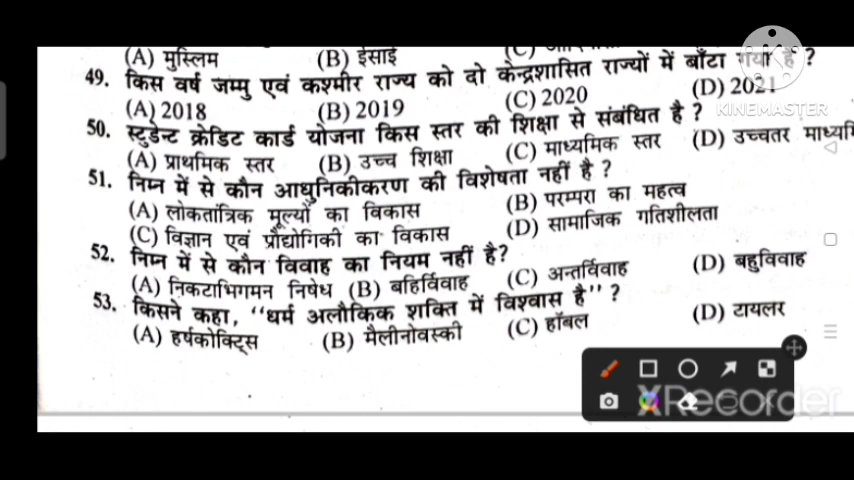 (A) मुस्लिम (B) ईसाई (C)
49. किस वर्ष जम्मु एवं कश्मीर राज्य को दो केन्द्रशासित राज्यों में बाँटा गया है ?
(A) 2018 (B) 2019 (C) 2020 (D) 2021
KINEMASTER
50. स्टुडेन्ट क्रेडिट कार्ड योजना किस स्तर की शिक्षा से संबंधित है ?
(A) प्राथमिक स्तर (B) उच्च शिक्षा (C) माध्यमिक स्तर (D) उच्चतर
51. निम्न में से कौन आधुनिकीकरण की विशेषता नहीं है ?
(A) लोकतांत्रिक मूल्यों का विकास (B) परम्परा का महत्व
(C) विज्ञान एवं प्रौद्योगिकी का विकास (D) सामाजिक गतिशीलता
52. निम्न में से कौन विवाह का नियम नहीं है?
(A) निकटाभिगमन निषेध (B) बहिर्विवाह (C) अन्तर्विवाह (D) बहुविवाह
53. किसने कहा, "धर्म अलौकिक शक्ति में विश्वास है" ?
(A) हर्षकोव्टि्स (B) मैलीनोवस्की (C) हॉबल (D) टायलर
XRecorder